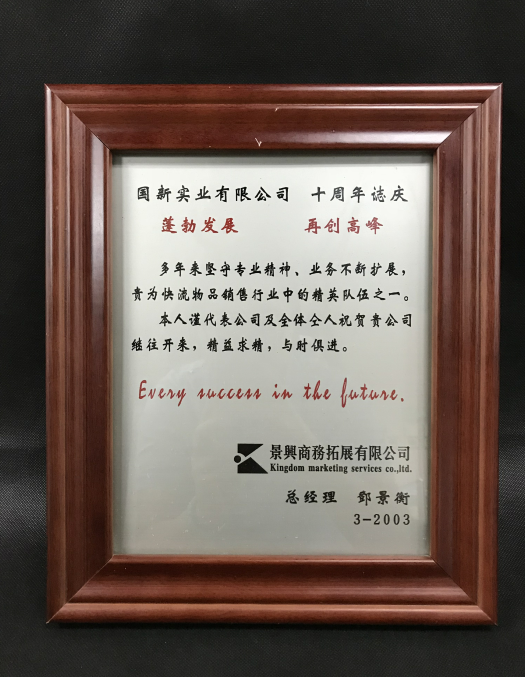 国新实业有限公司 十周年誌庆
蓬勃发展 再创高峰
多年来坚守专业精神、业务不断扩展，
贵为快流物品销售行业中的精英队伍之一。
本人谨代表公司及全体仝人祝贺贵公司
继往开来，精益求精，与时俱进。
Every success in the future.
景興商務拓展有限公司
Kingdom marketing services co.,ltd.
总经理 鄧景衡
3-2003